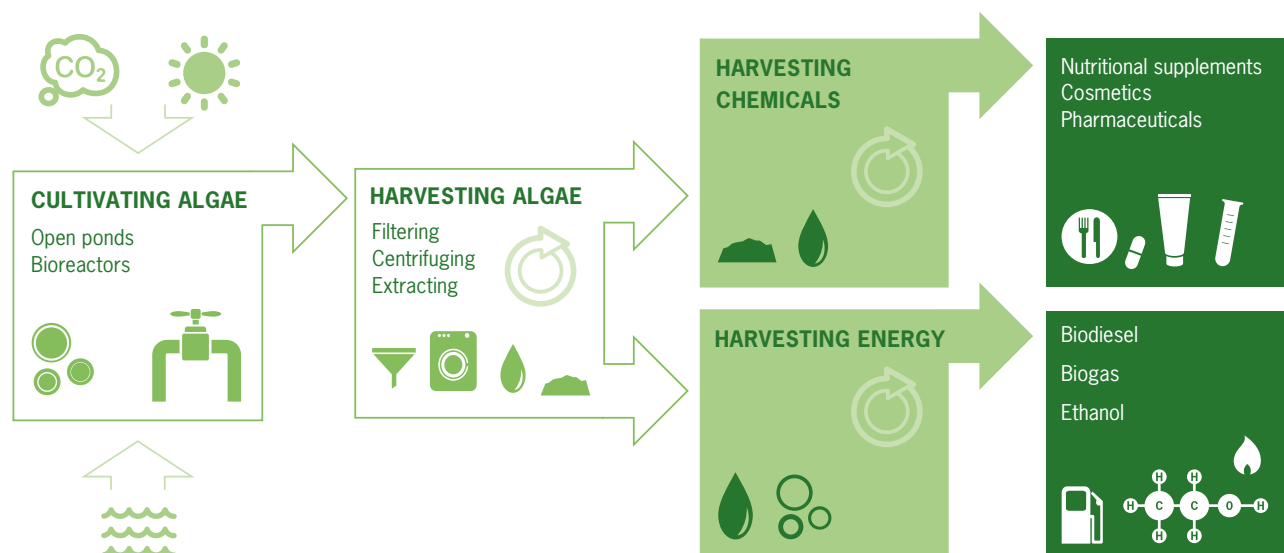 CO₂
CULTIVATING ALGAE
Open ponds
Bioreactors
HARVESTING ALGAE
Filtering
Centrifuging
Extracting
HARVESTING
CHEMICALS
Nutritional supplements
Cosmetics
Pharmaceuticals
HARVESTING ENERGY
Biodiesel
Biogas
Ethanol
H H
H C C O H
H H